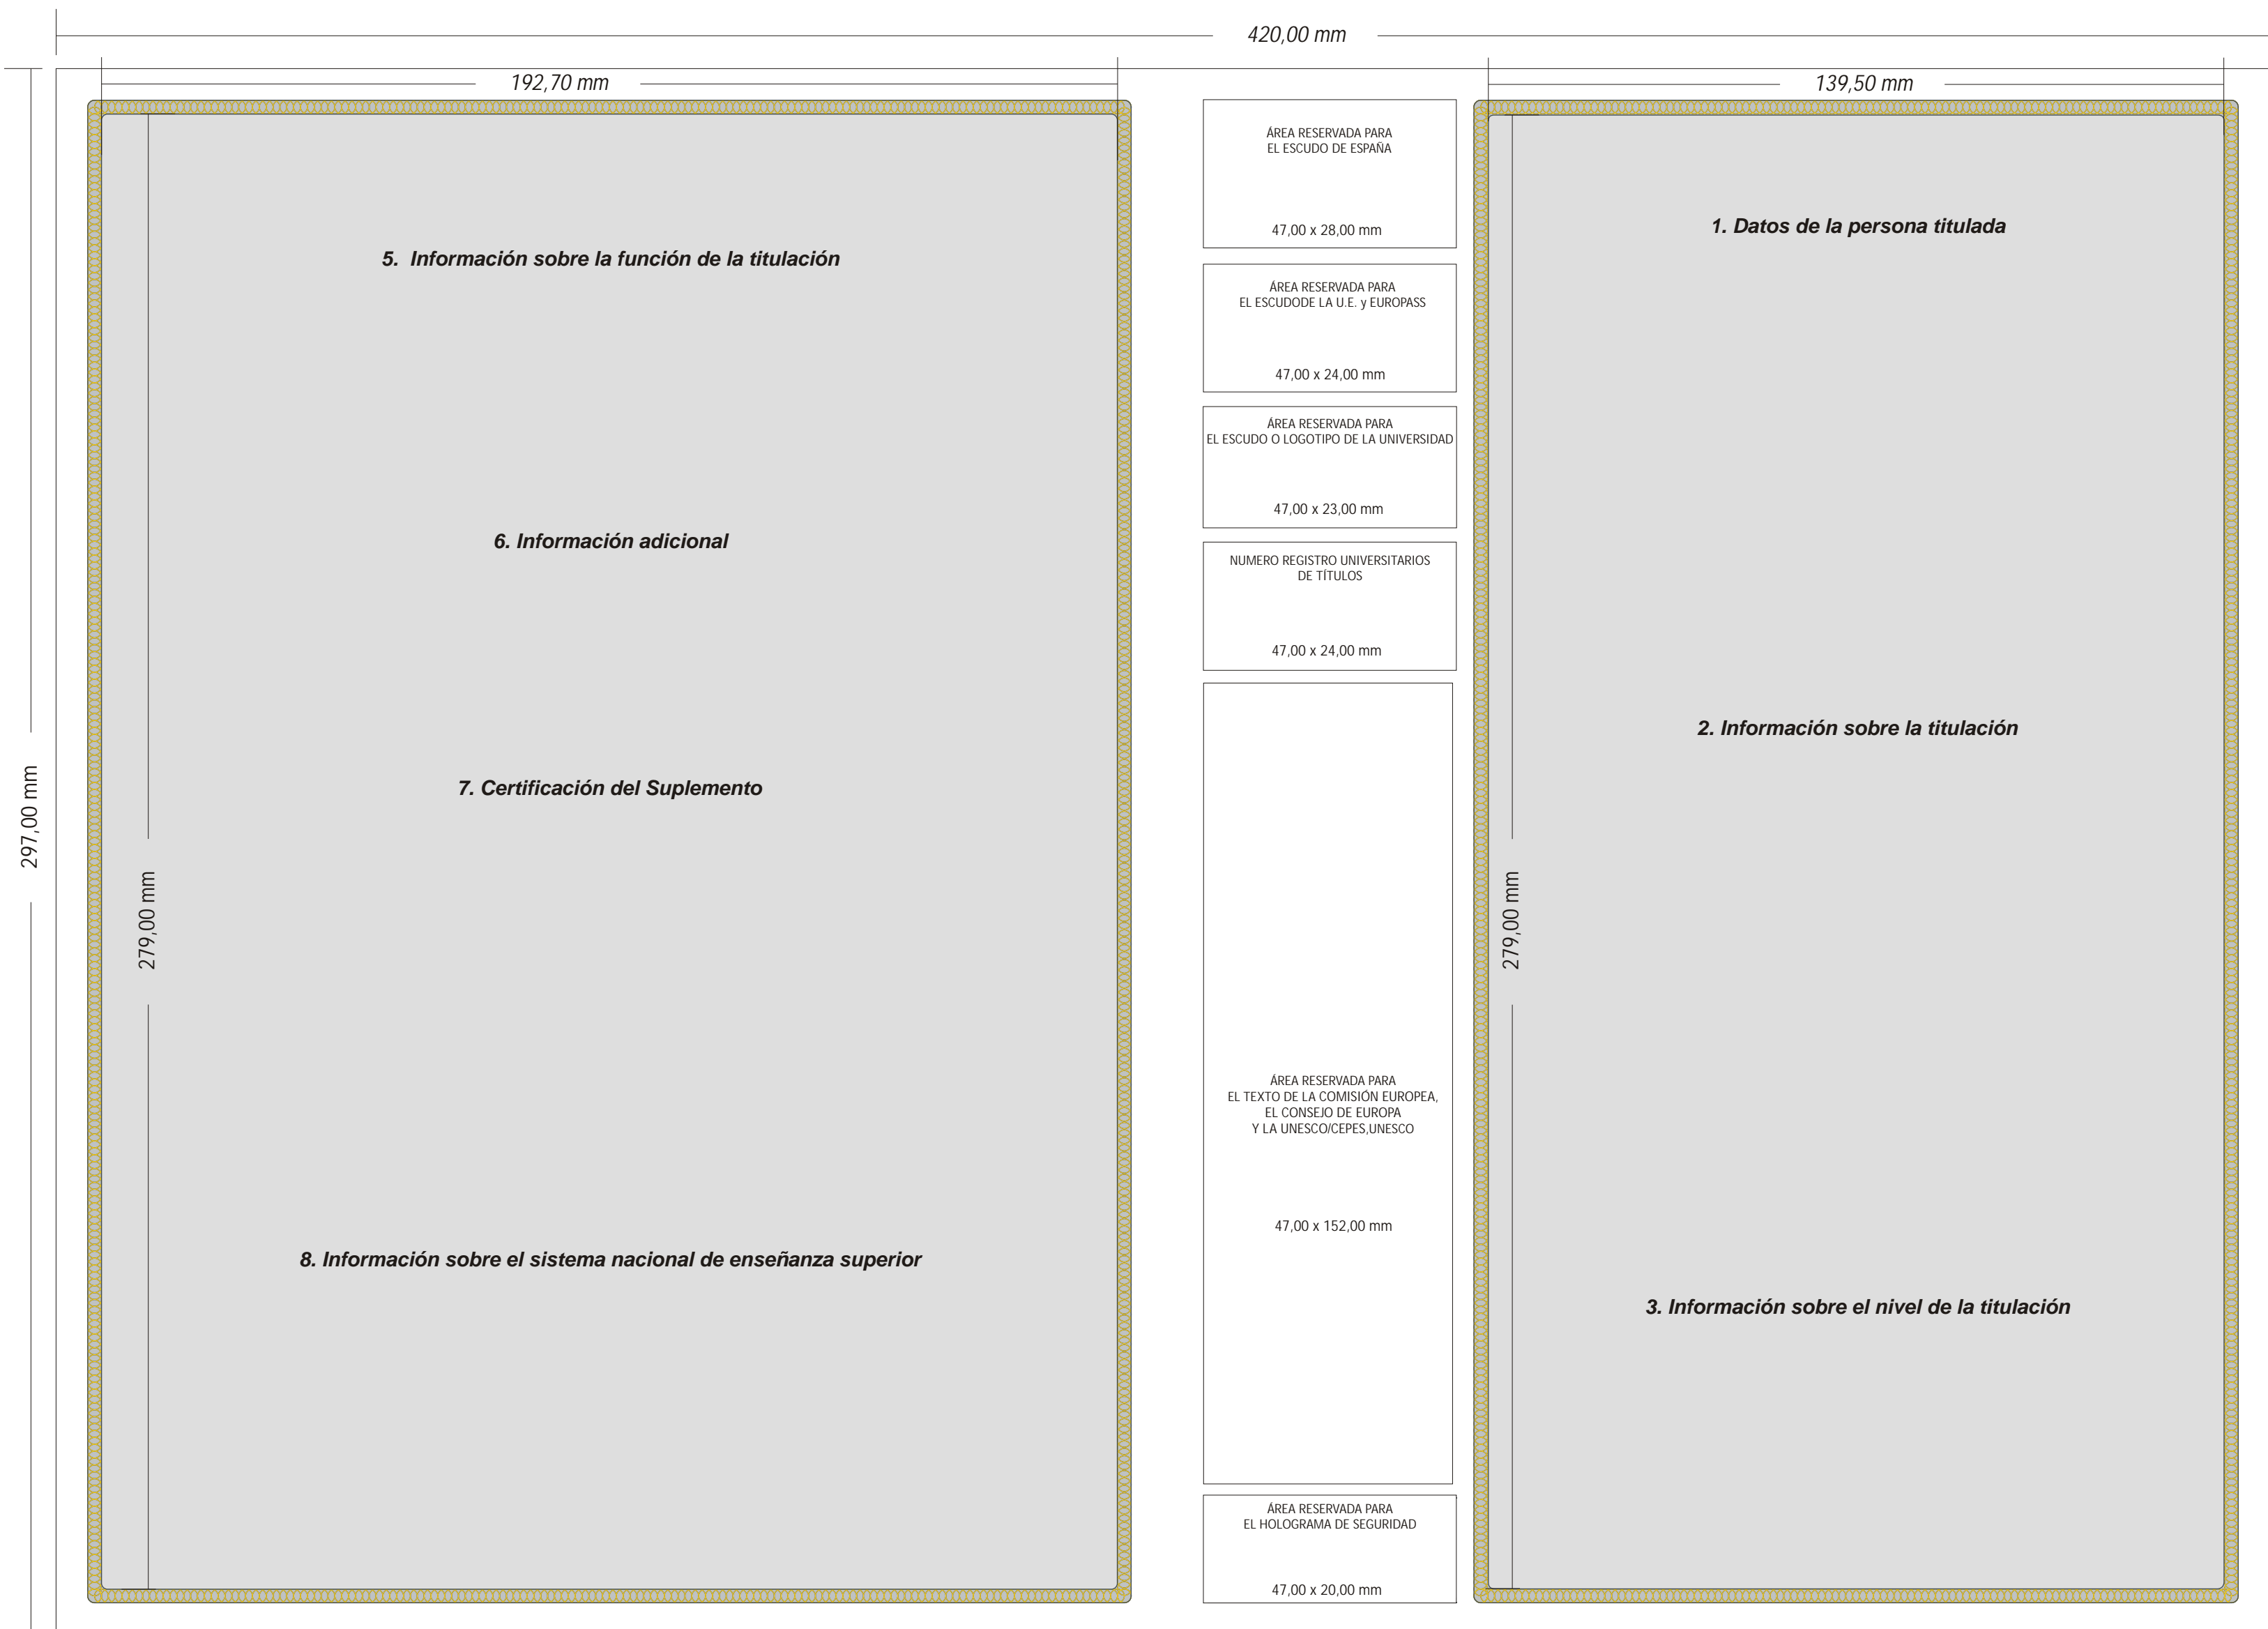 420,00 mm
192,70 mm
139,50 mm
297,00 mm
279,00 mm
5. Información sobre la función de la titulación
6. Información adicional
7. Certificación del Suplemento
8. Información sobre el sistema nacional de enseñanza superior
ÁREA RESERVADA PARA
EL ESCUDO DE ESPAÑA
47,00 x 28,00 mm
ÁREA RESERVADA PARA
EL ESCUDODE LA U.E. y EUROPASS
47,00 x 24,00 mm
ÁREA RESERVADA PARA
EL ESCUDO O LOGOTIPO DE LA UNIVERSIDAD
47,00 x 23,00 mm
NUMERO REGISTRO UNIVERSITARIOS
DE TÍTULOS
47,00 x 24,00 mm
ÁREA RESERVADA PARA
EL TEXTO DE LA COMISIÓN EUROPEA,
EL CONSEJO DE EUROPA
Y LA UNESCO/CEPES,UNESCO
47,00 x 152,00 mm
ÁREA RESERVADA PARA
EL HOLOGRAMA DE SEGURIDAD
47,00 x 20,00 mm
279,00 mm
1. Datos de la persona titulada
2. Información sobre la titulación
3. Información sobre el nivel de la titulación